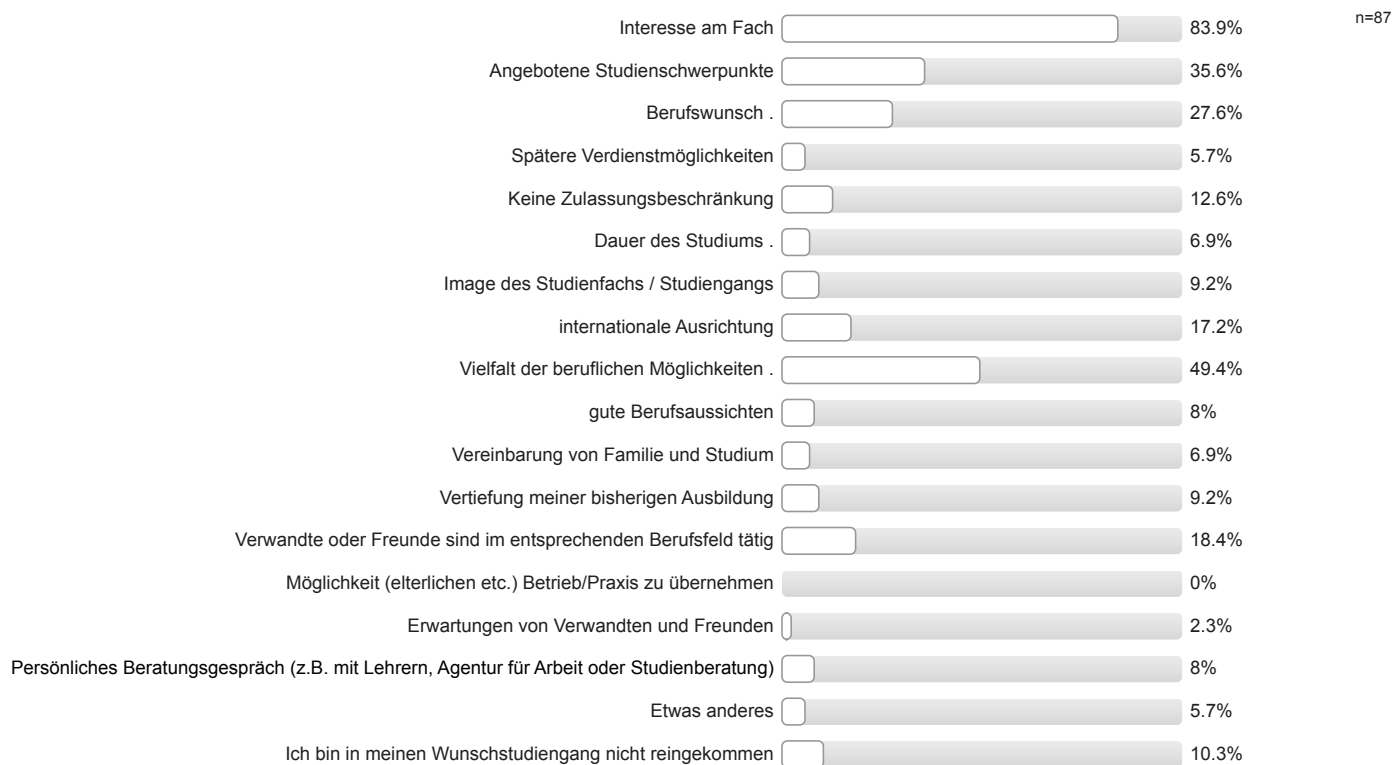 n=87
Interesse am Fach 83.9%
Angebotene Studienschwerpunkte 35.6%
Berufswunsch . 27.6%
Spätere Verdienstmöglichkeiten 5.7%
Keine Zulassungsbeschränkung 12.6%
Dauer des Studiums . 6.9%
Image des Studienfachs / Studiengangs 9.2%
internationale Ausrichtung 17.2%
Vielfalt der beruflichen Möglichkeiten . 49.4%
gute Berufsaussichten 8%
Vereinbarung von Familie und Studium 6.9%
Vertiefung meiner bisherigen Ausbildung 9.2%
Verwandte oder Freunde sind im entsprechenden Berufsfeld tätig 18.4%
Möglichkeit (elterlichen etc.) Betrieb/Praxis zu übernehmen 0%
Erwartungen von Verwandten und Freunden 2.3%
Persönliches Beratungsgespräch (z.B. mit Lehrern, Agentur für Arbeit oder Studienberatung) 8%
Etwas anderes 5.7%
Ich bin in meinen Wunschstudiengang nicht reingekommen 10.3%